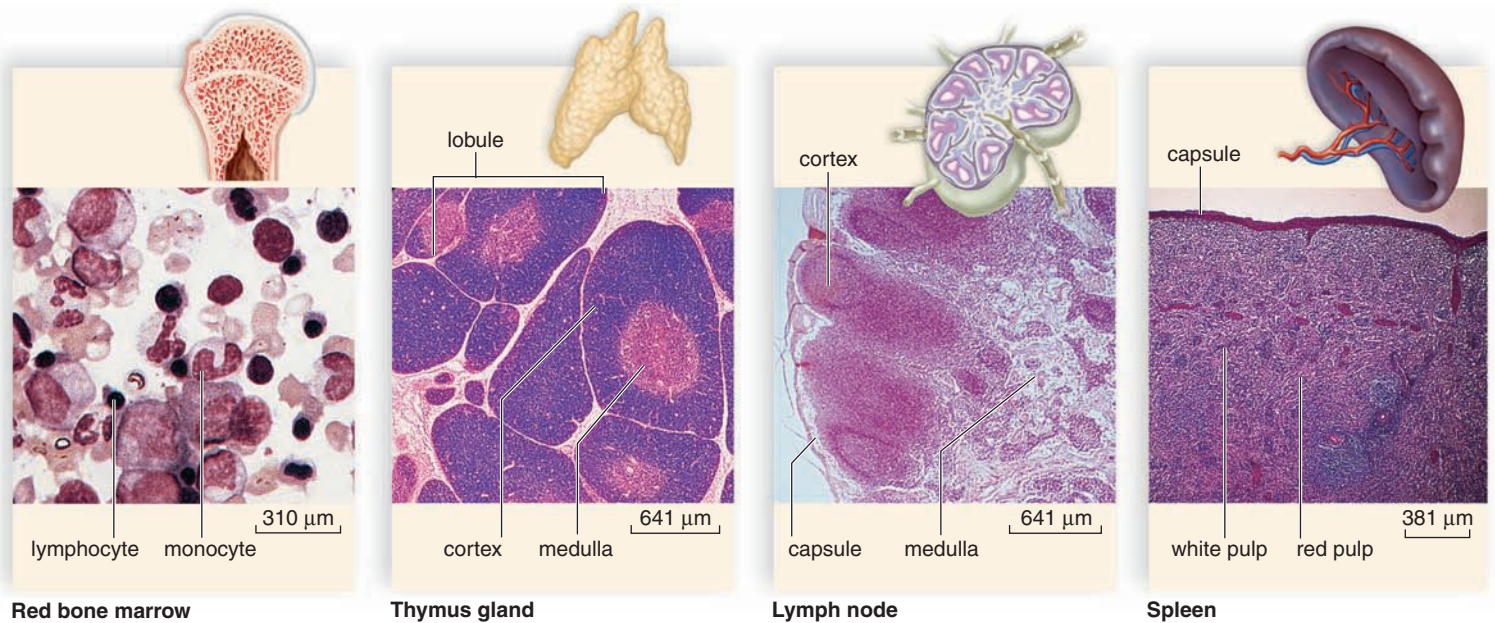 lobule
cortex
capsule
310 μm
641 μm
641 μm
381 μm
lymphocyte monocyte
cortex medulla
capsule medulla
white pulp red pulp
Red bone marrow
Thymus gland
Lymph node
Spleen